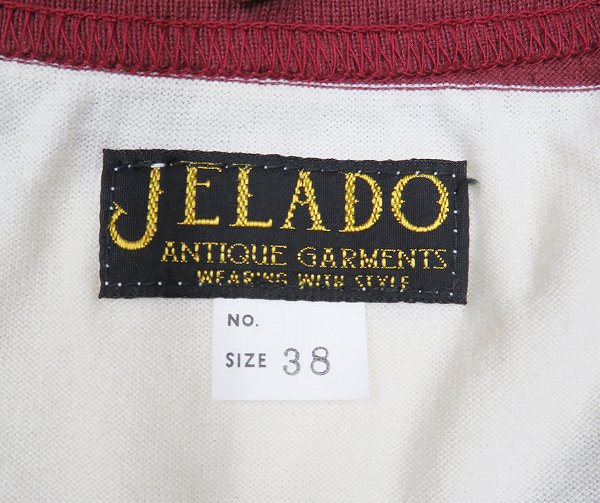 JELADO
ANTIQUE GARMENTS
WEARING WITH STYLE
NO.
SIZE 38